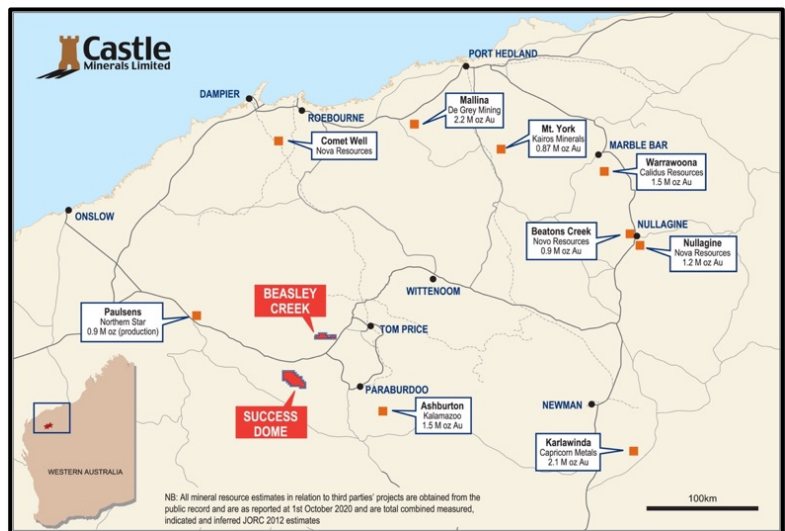 Castle
Minerals Limited
PORT HEDLAND
DAMPIER
ROEBOURNE
Mallina
De Grey Mining
2.2 M oz Au
Comet Well
Nova Resources
Mt. York
Kairos Minerals
0.87 M oz Au
MARBLE BAR
Warrawoona
Calidus Resources
1.5 M oz Au
ONSLOW
Beatons Creek
Novo Resources
0.9 M oz Au
NULLAGINE
Nullagine
Nova Resources
1.2 M oz Au
WITTENOOM
BEASLEY
CREEK
Paulsens
Northern Star
0.9 M oz (production)
TOM PRICE
PARABURDOO
SUCCESS
DOME
Ashburton
Kalamazoo
1.5 M oz Au
NEWMAN
Karlawinda
Capricorn Metals
2.1 M oz Au
WESTERN AUSTRALIA
NB: All mineral resource estimates in relation to third parties' projects are obtained from the
public record and are as reported at 1st October 2020 and are total combined measured,
indicated and inferred JORC 2012 estimates
100km